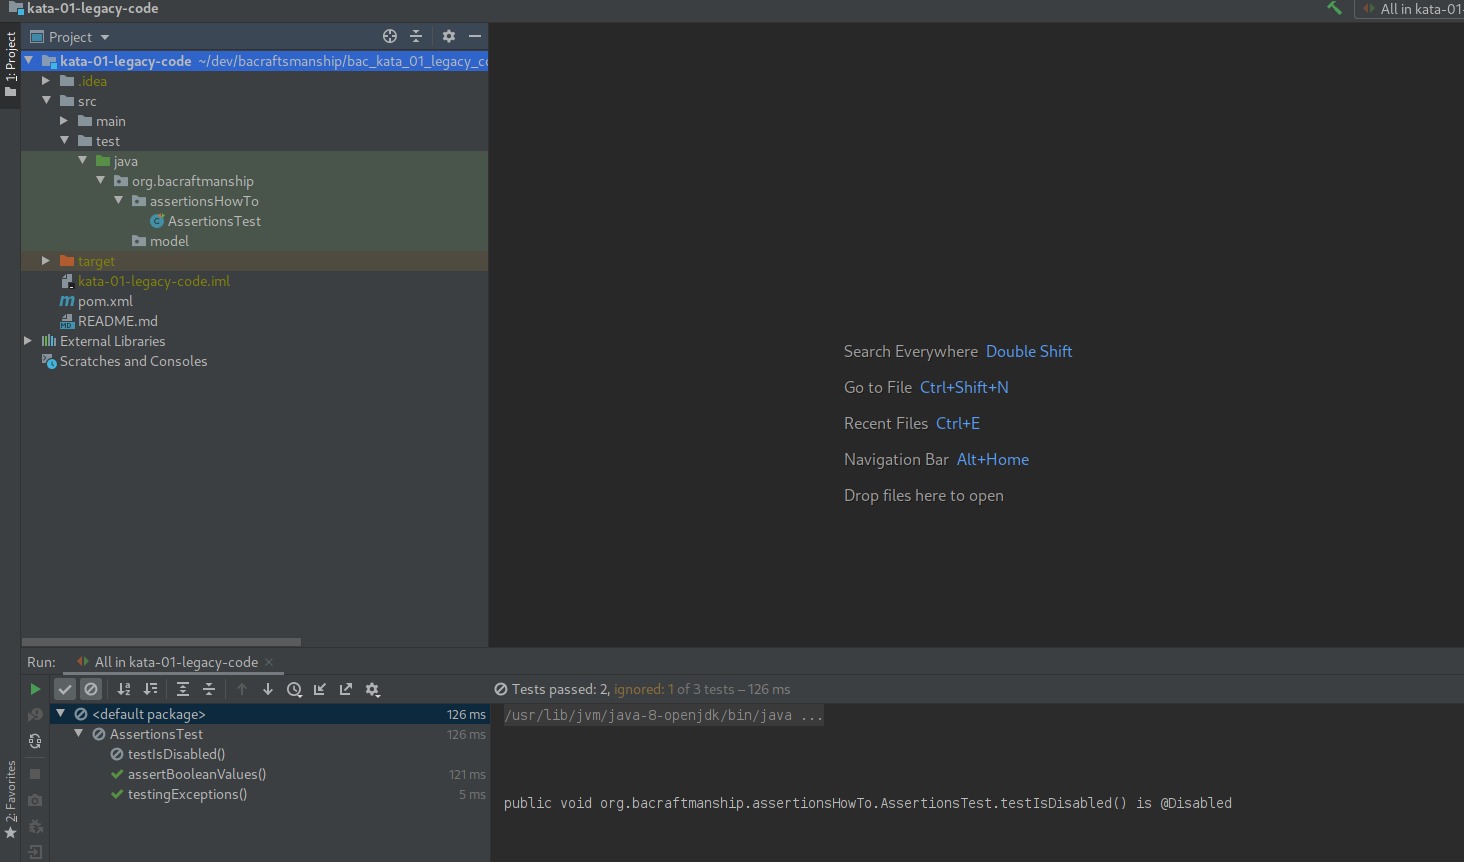 kata-01-legacy-code
All in kata-01-
1: Project
Project
kata-01-legacy-code ~/dev/bacraftsmanship/bac_kata_01_legacy_co
.idea
src
main
test
java
org.bacraftmanship
assertionsHowTo
AssertionsTest
model
target
kata-01-legacy-code.iml
pom.xml
README.md
External Libraries
Scratches and Consoles
Search Everywhere Double Shift
Go to File Ctrl+Shift+N
Recent Files Ctrl+E
Navigation Bar Alt+Home
Drop files here to open
2: Favorites
Run: All in kata-01-legacy-code
Tests passed: 2, ignored: 1 of 3 tests – 126 ms
<default package> 126 ms
AssertionsTest 126 ms
testIsDisabled()
assertBooleanValues() 121 ms
testingExceptions() 5 ms
/usr/lib/jvm/java-8-openjdk/bin/java ...
public void org.bacraftmanship.assertionsHowTo.AssertionsTest.testIsDisabled() is @Disabled